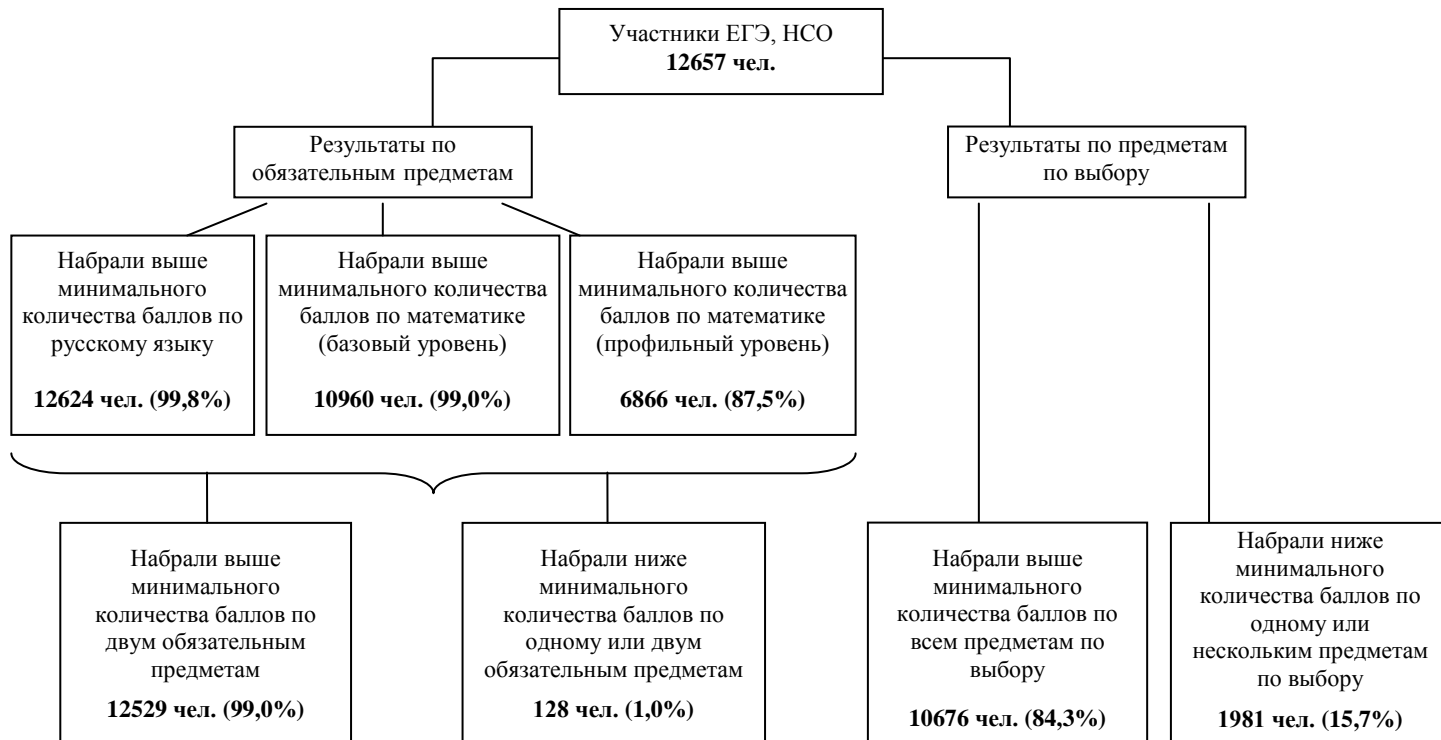 Участники ЕГЭ, НСО
12657 чел.
Результаты по
обязательным предметам
Результаты по предметам
по выбору
Набрали выше
минимального
количества баллов по
русскому языку
12624 чел. (99,8%)
Набрали выше
минимального количества
баллов по математике
(базовый уровень)
10960 чел. (99,0%)
Набрали выше
минимального количества
баллов по математике
(профильный уровень)
6866 чел. (87,5%)
Набрали выше
минимального
количества баллов по
двум обязательным
предметам
12529 чел. (99,0%)
Набрали ниже
минимального
количества баллов по
одному или двум
обязательным предметам
128 чел. (1,0%)
Набрали выше
минимального
количества баллов по
всем предметам по
выбору
10676 чел. (84,3%)
Набрали ниже
минимального
количества баллов по
одному или
нескольким предметам
по выбору
1981 чел. (15,7%)